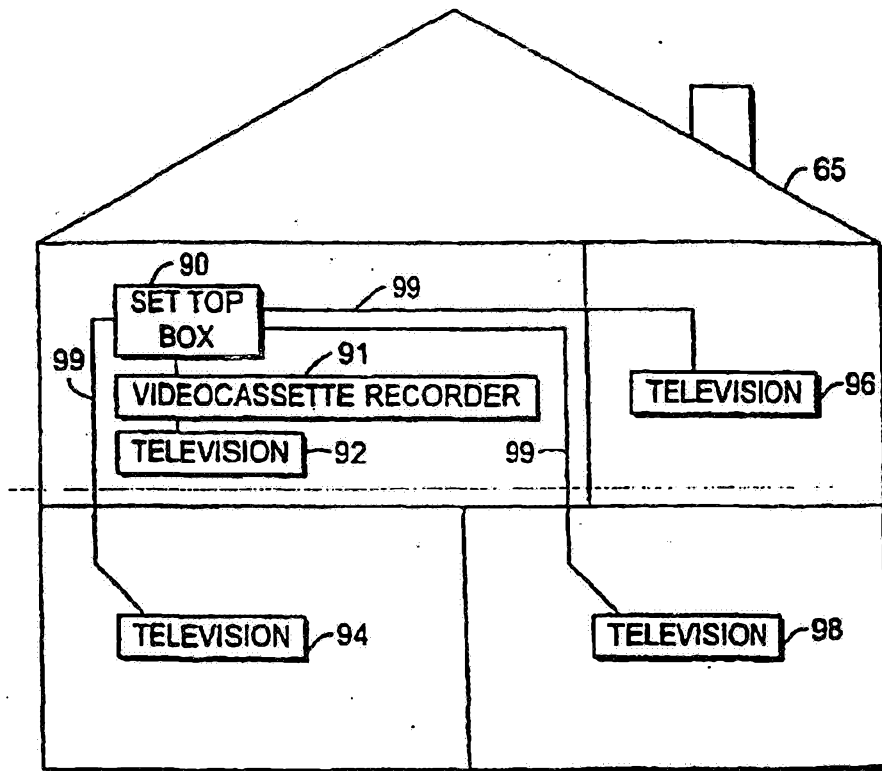 65
90
SET TOP
BOX
99
99
91
VIDEOCASSETTE RECORDER
TELEVISION
96
TELEVISION
92
99
TELEVISION
94
TELEVISION
98